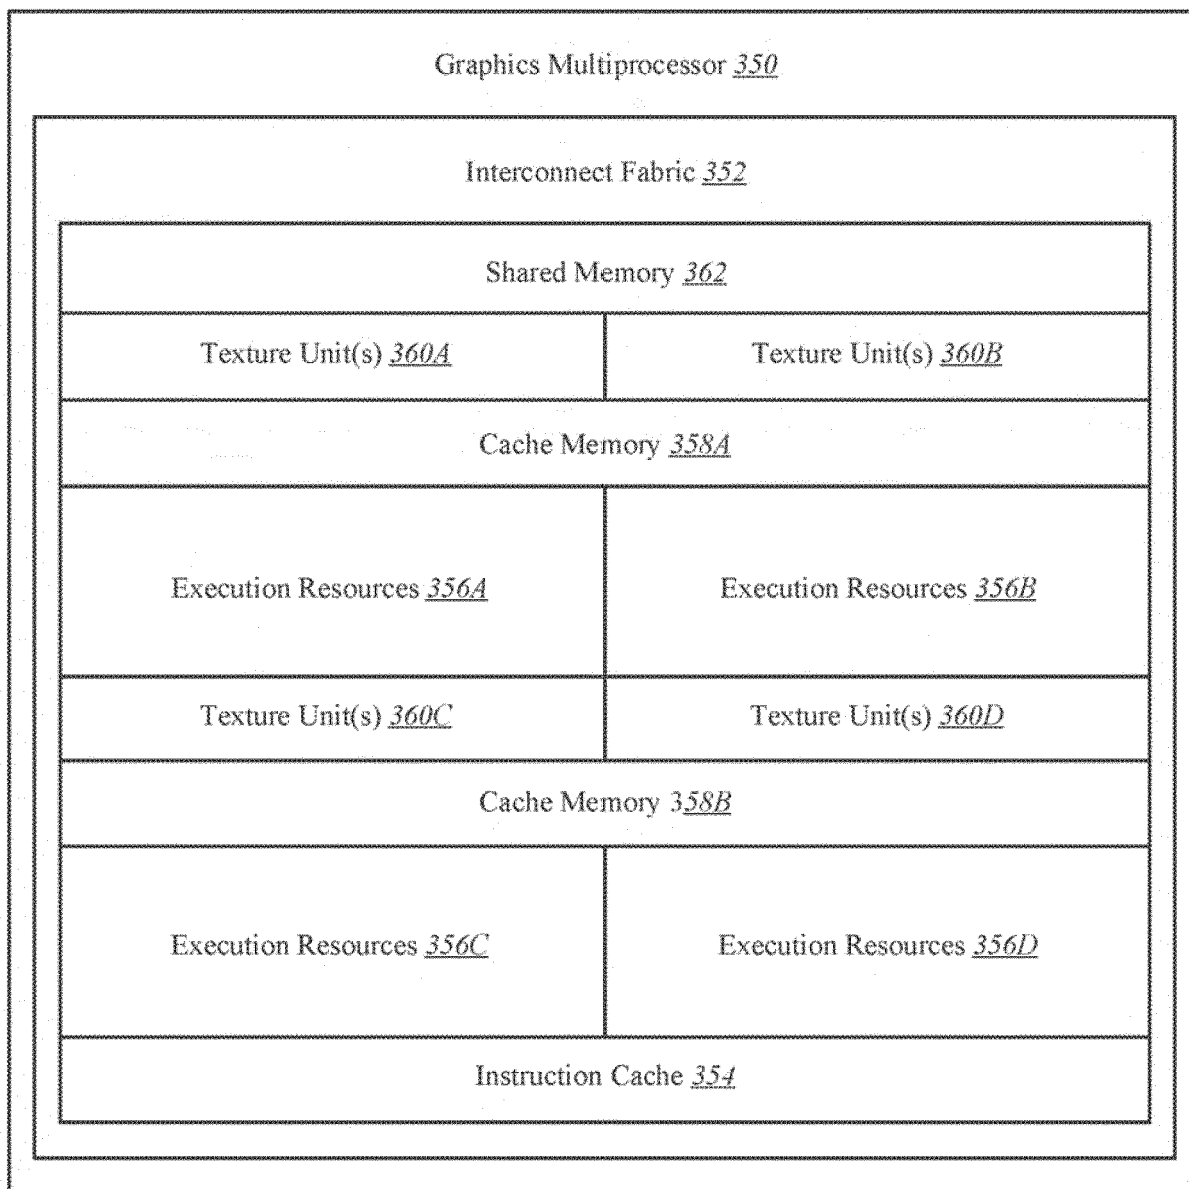 Graphics Multiprocessor 350
Interconnect Fabric 352
Shared Memory 362
Texture Unit(s) 360A
Texture Unit(s) 360B
Cache Memory 358A
Execution Resources 356A
Execution Resources 356B
Texture Unit(s) 360C
Texture Unit(s) 360D
Cache Memory 358B
Execution Resources 356C
Execution Resources 356D
Instruction Cache 354